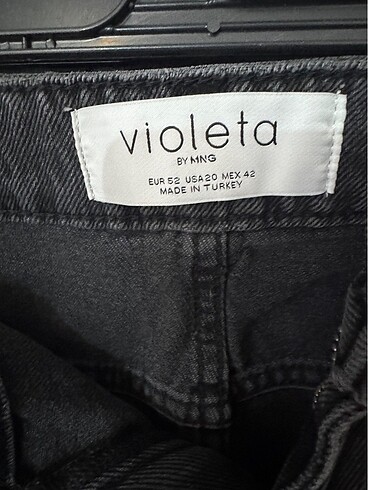 violeta
BY MNG
EUR 52 USA 20 MEX 42
MADE IN TURKEY